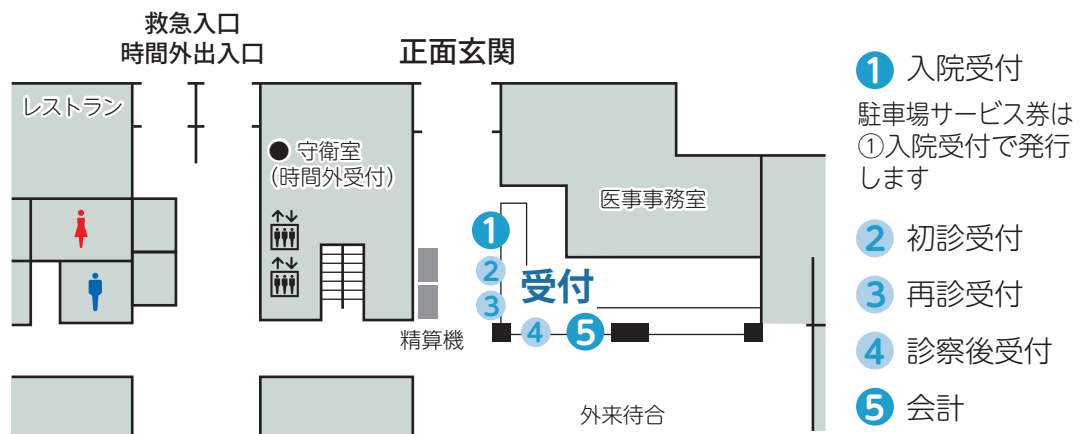 救急入口
時間外出入口
正面玄関
レストラン
● 守衛室
(時間外受付)
医事事務室
1
2
3
受付
4
5
精算機
外来待合
1 入院受付
駐車場サービス券は
①入院受付で発行
します
2 初診受付
3 再診受付
4 診察後受付
5 会計